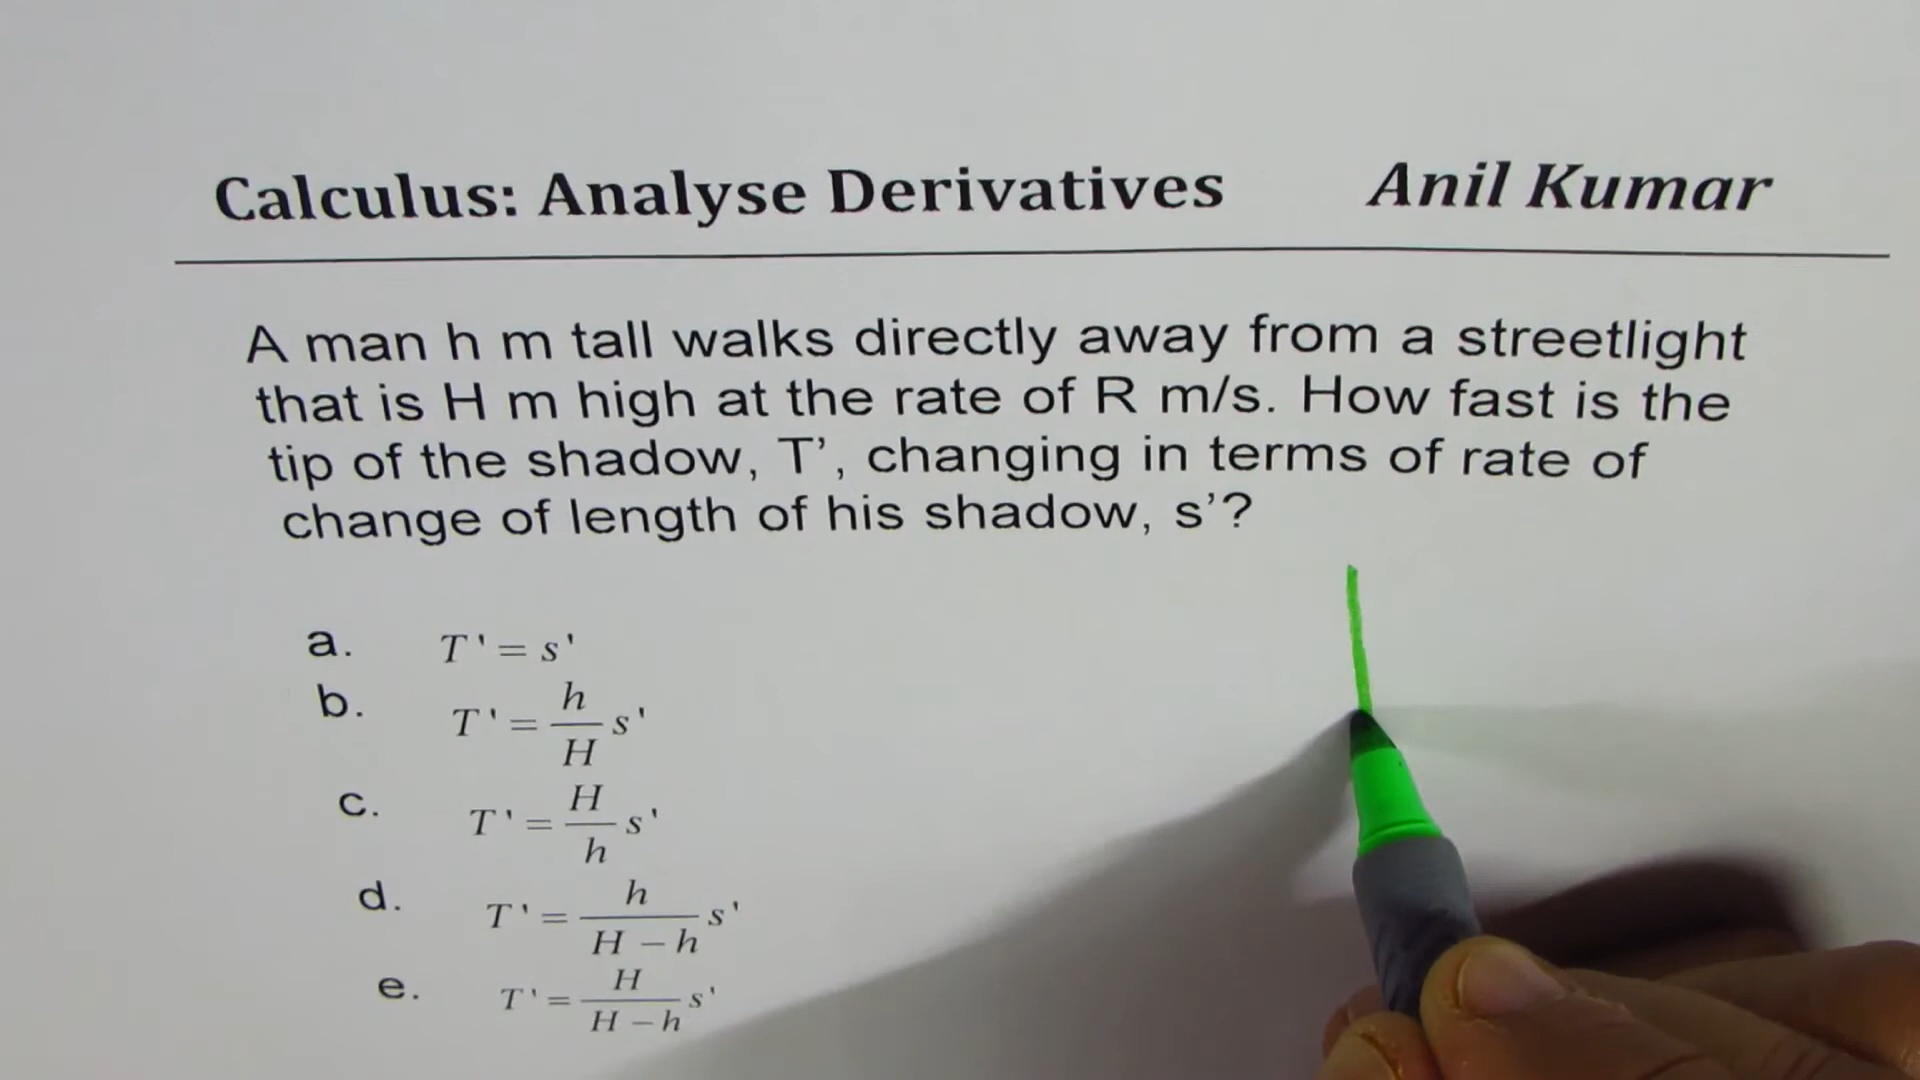 Calculus: Analyse Derivatives Anil Kumar
A man h m tall walks directly away from a streetlight
that is H m high at the rate of R m/s. How fast is the
tip of the shadow, T’, changing in terms of rate of
change of length of his shadow, s’?
a. T ' = s '
b. T ' = h/H s '
c. T ' = H/h s '
d. T ' = h/(H − h) s '
e. T ' = H/(H − h) s '